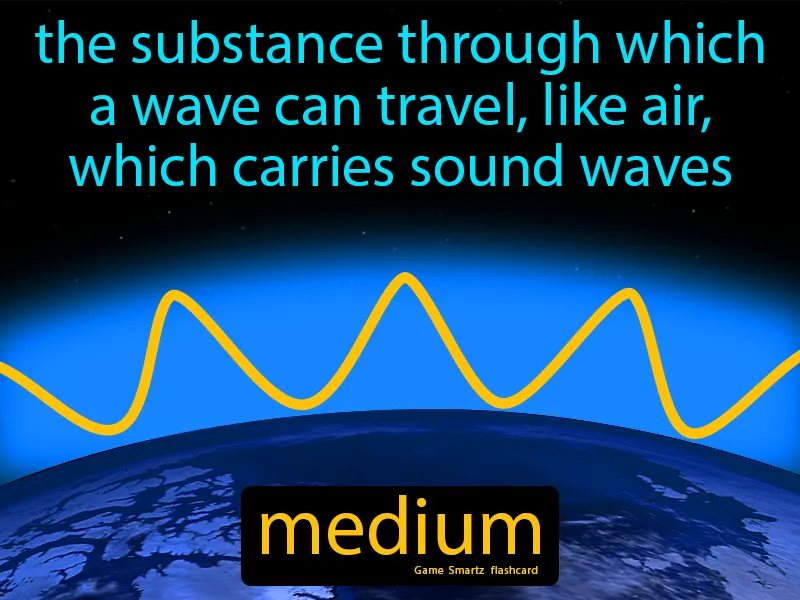 the substance through which
a wave can travel, like air,
which carries sound waves
medium
Game Smartz flashcard